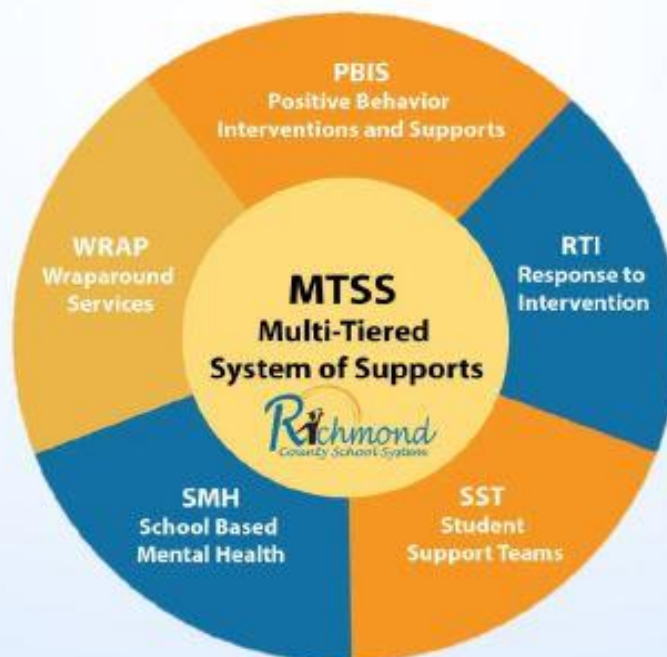 PBIS
Positive Behavior
Interventions and Supports
WRAP
Wraparound
Services
RTI
Response to
Intervention
MTSS
Multi-Tiered
System of Supports
Richmond
County School System
SMH
School Based
Mental Health
SST
Student
Support Teams